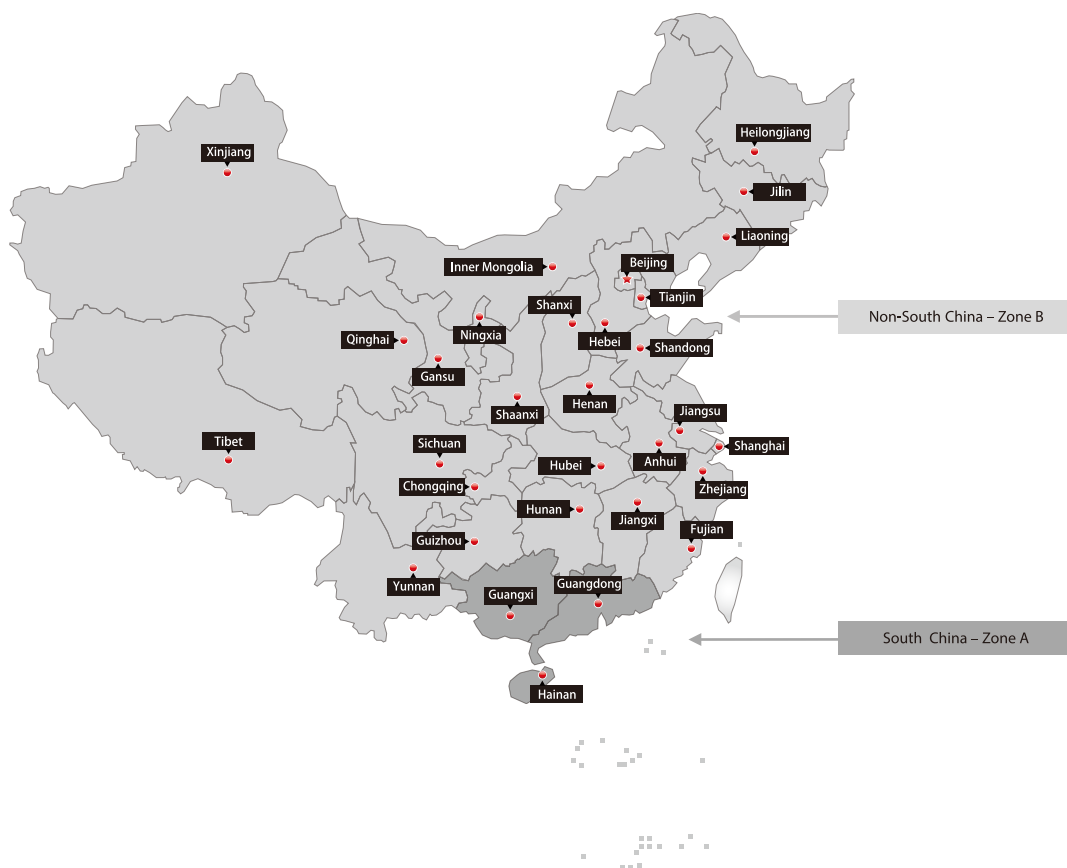 Heilongjiang
Xinjiang
Jilin
Liaoning
Beijing
Inner Mongolia
Tianjin
Shanxi
Non-South China – Zone B
Ningxia
Qinghai
Hebei
Shandong
Gansu
Henan
Shaanxi
Jiangsu
Tibet
Sichuan
Shanghai
Anhui
Hubei
Chongqing
Zhejiang
Hunan
Jiangxi
Fujian
Guizhou
Yunnan
Guangdong
Guangxi
South China – Zone A
Hainan